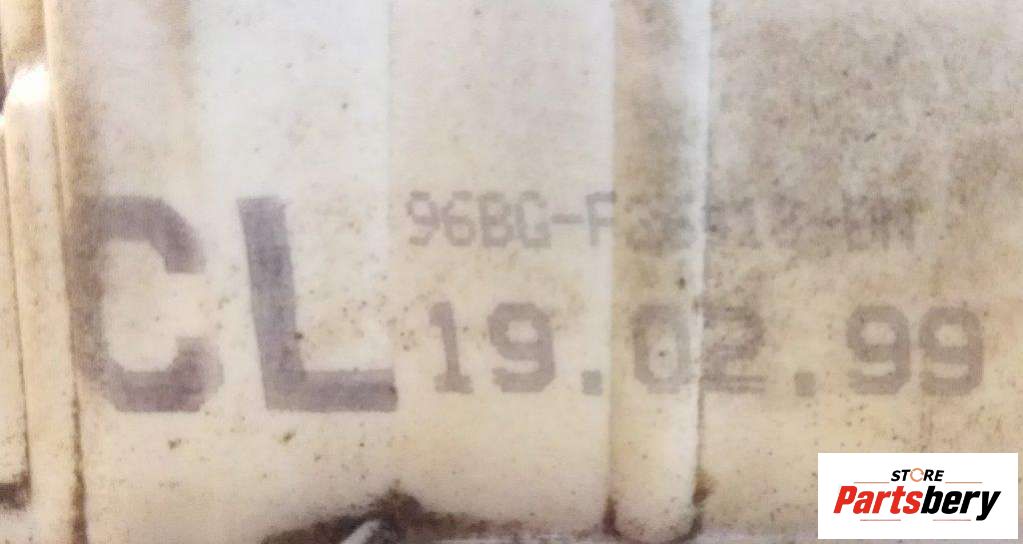 CL
19.02.99
STORE
Partsbery